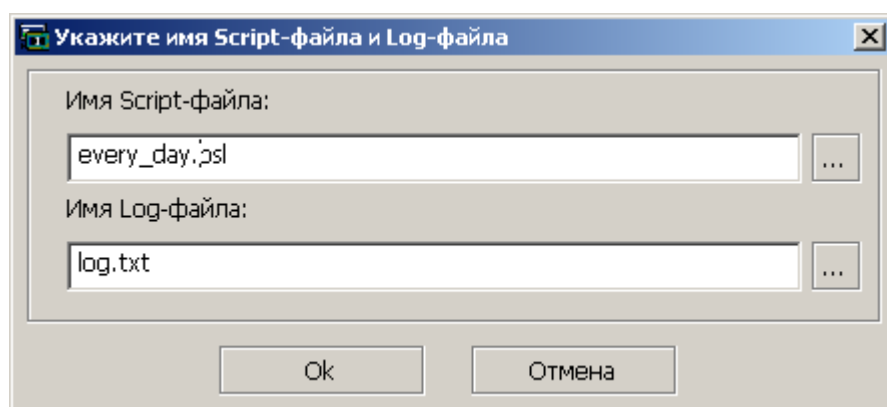 Укажите имя Script-файла и Log-файла
Имя Script-файла:
every_day.psl
...
Имя Log-файла:
log.txt
...
Ok
Отмена